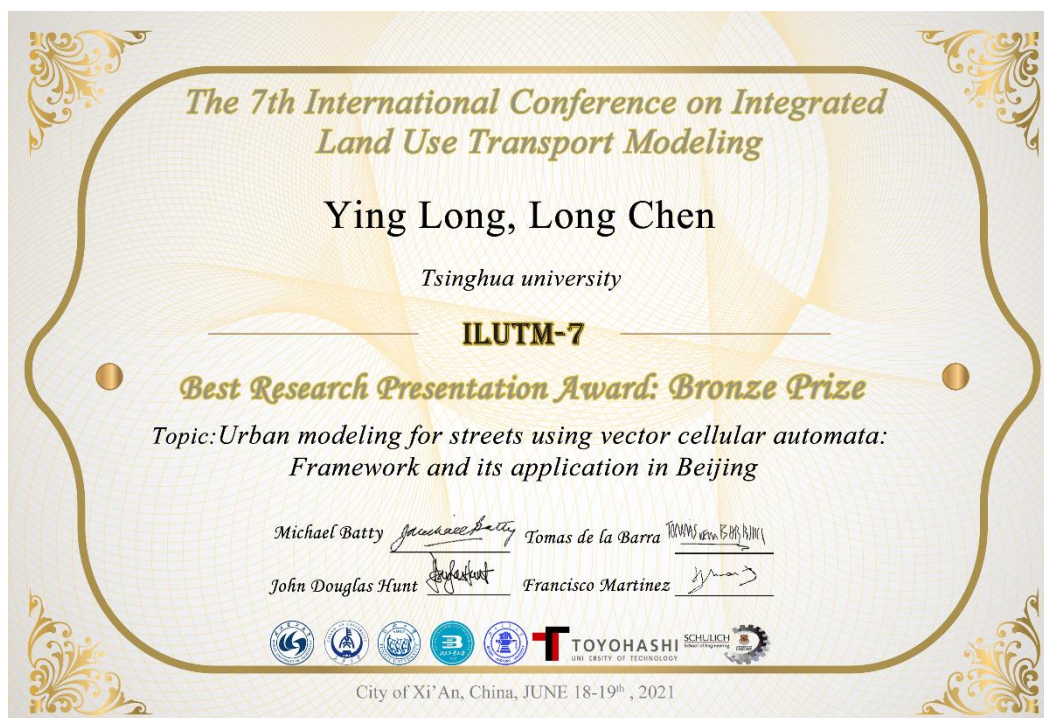 The 7th International Conference on Integrated
Land Use Transport Modeling
Ying Long, Long Chen
Tsinghua university
ILUTM-7
Best Research Presentation Award: Bronze Prize
Topic:Urban modeling for streets using vector cellular automata:
Framework and its application in Beijing
Michael Batty
Tomas de la Barra
John Douglas Hunt
Francisco Martinez
TOYOHASHI
UNI ERSITY OF TECHNOLOGY
SCHULICH
School of Engineering
City of Xi'An, China, JUNE 18-19th , 2021